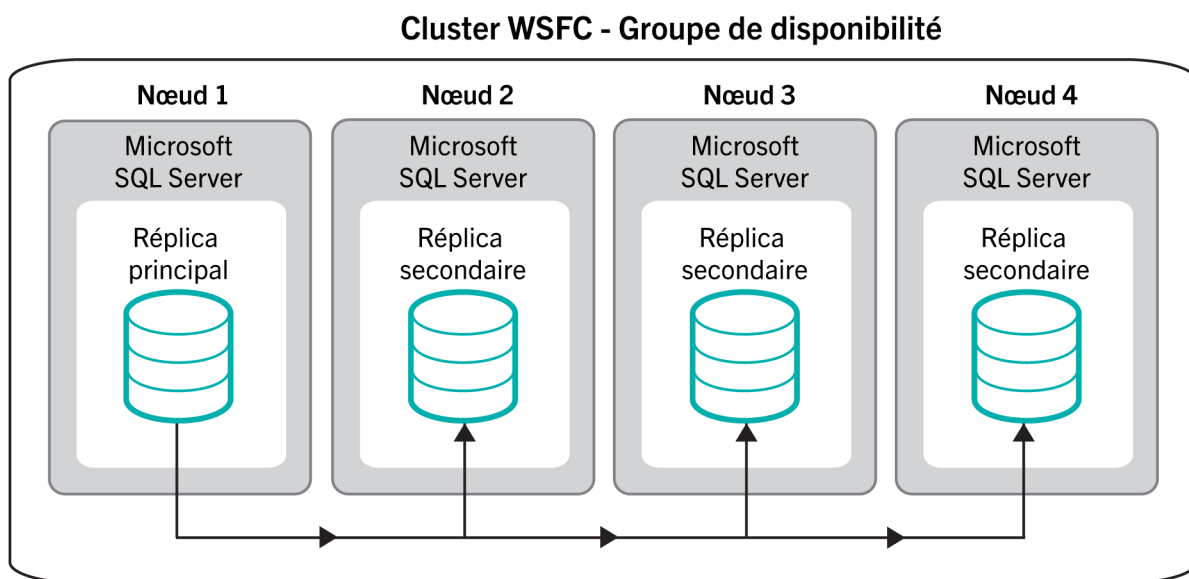 Cluster WSFC - Groupe de disponibilité
Nœud 1
Microsoft
SQL Server
Réplica
principal
Nœud 2
Microsoft
SQL Server
Réplica
secondaire
Nœud 3
Microsoft
SQL Server
Réplica
secondaire
Nœud 4
Microsoft
SQL Server
Réplica
secondaire